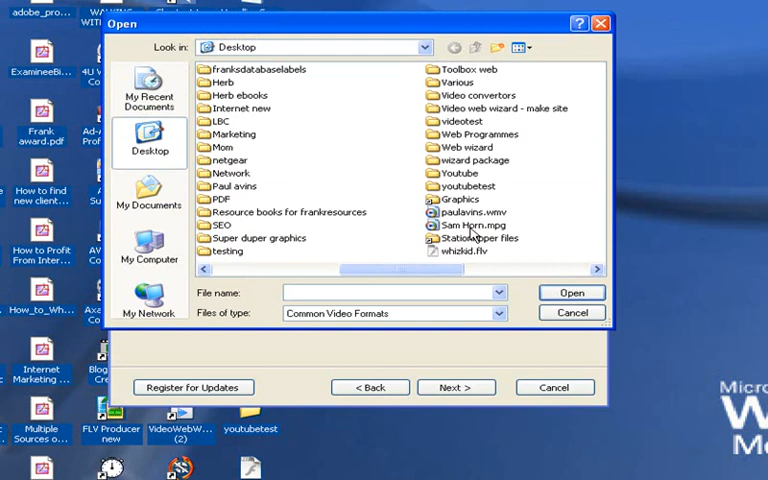 adobe_pro...
ExamineeBi...
Frank
award.pdf
How to find
new client...
How to Profit
From Inte...
How_to_Wh...
Internet
Marketing ...
Multiple
Sources o...
Open
Look in:
Desktop
My Recent
Documents
Desktop
My Documents
My Computer
My Network
franksdatabaselabels
Herb
Herb ebooks
Internet new
LBC
Marketing
Mom
netgear
Network
Paul avins
PDF
Resource books for frankresources
SEO
Super duper graphics
testing
Toolbox web
Various
Video convertors
Video web wizard - make site
videotest
Web Programmes
Web wizard
wizard package
Youtube
youtubetest
Graphics
paulavins.wmv
Sam Horn.mpg
whizkid.flv
File name:
Open
Files of type:
Common Video Formats
Cancel
Register for Updates
< Back
Next >
Cancel
FLV Producer
new
VideoWebW...
(2)
youtubetest